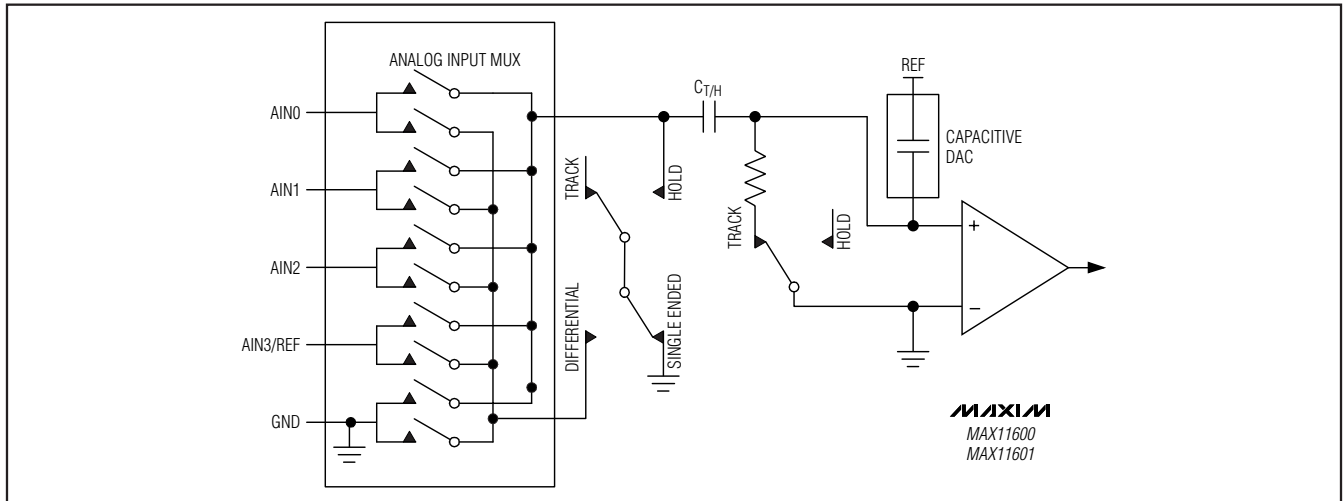 ANALOG INPUT MUX
AIN0
AIN1
AIN2
AIN3/REF
GND
TRACK
HOLD
DIFFERENTIAL
SINGLE ENDED
CT/H
TRACK
HOLD
REF
CAPACITIVE
DAC
+
−
MAXIM
MAX11600
MAX11601